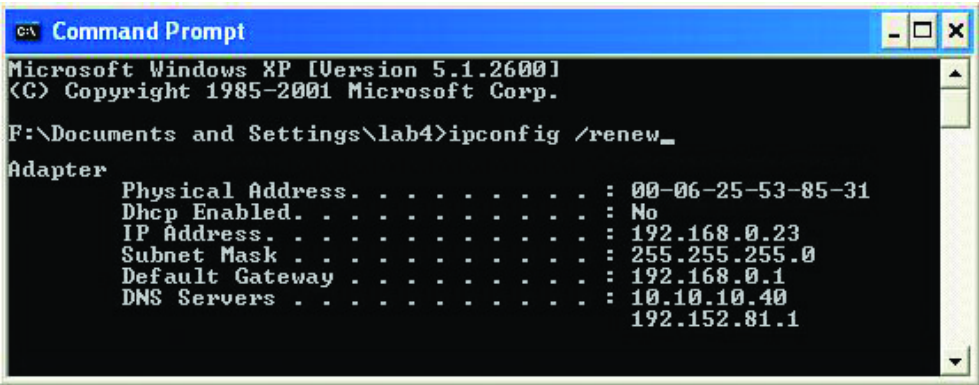 C:\ Command Prompt
Microsoft Windows XP [Version 5.1.2600]
(C) Copyright 1985-2001 Microsoft Corp.
F:\Documents and Settings\lab4>ipconfig /renew_
Adapter
Physical Address. . . . . . . . . : 00-06-25-53-85-31
Dhcp Enabled. . . . . . . . . . . : No
IP Address. . . . . . . . . . . . : 192.168.0.23
Subnet Mask . . . . . . . . . . . : 255.255.255.0
Default Gateway . . . . . . . . . : 192.168.0.1
DNS Servers . . . . . . . . . . . : 10.10.10.40
192.152.81.1